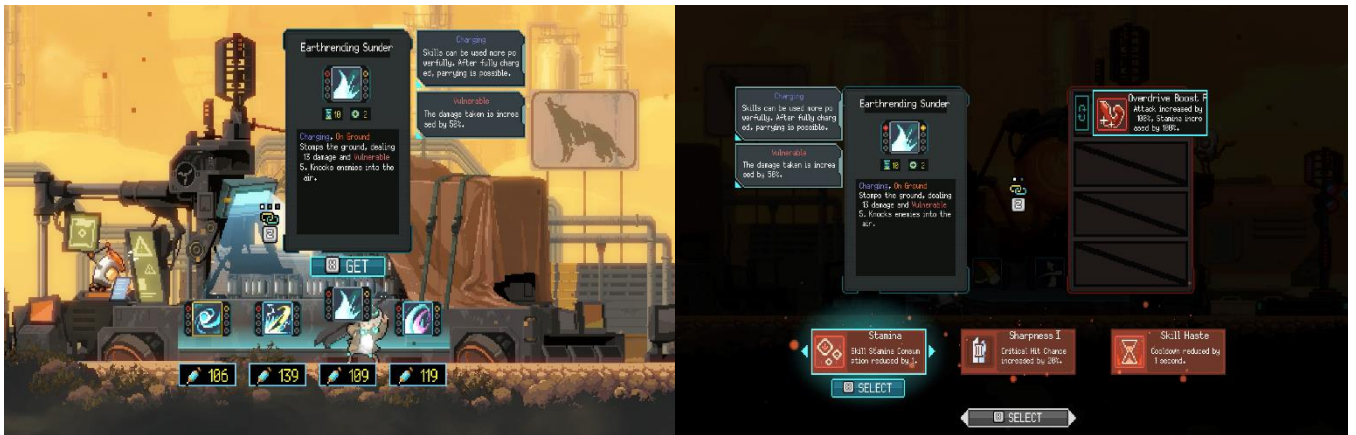 Earthrending Sunder
10 2
Charging, On Ground
Stomps the ground, dealing
13 damage and Vulnerable
5. Knocks enemies into the
air.
Charging
Skills can be used more po
werfully. After fully charg
ed, parrying is possible.
Vulnerable
The damage taken is increa
sed by 50%.
2
GET
106
139
109
119
Charging
Skills can be used more po
werfully. After fully charg
ed, parrying is possible.
Vulnerable
The damage taken is increa
sed by 50%.
Earthrending Sunder
10 2
Charging, On Ground
Stomps the ground, dealing
13 damage and Vulnerable
5. Knocks enemies into the
air.
2
Overdrive Boost
Attack increased by
100%, Stamina incre
ased by 100%.
Stamina
Skill Stamina Consum
ption reduced by 1.
SELECT
Sharpness I
Critical Hit Chance
increased by 20%.
Skill Haste
Cooldown reduced by
1 second.
SELECT